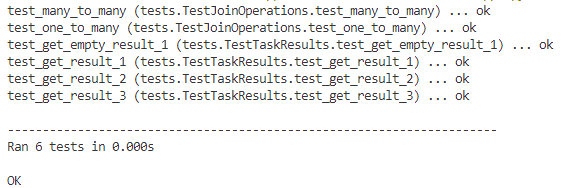 test_many_to_many (tests.TestJoinOperations.test_many_to_many) ... ok
test_one_to_many (tests.TestJoinOperations.test_one_to_many) ... ok
test_get_empty_result_1 (tests.TestTaskResults.test_get_empty_result_1) ... ok
test_get_result_1 (tests.TestTaskResults.test_get_result_1) ... ok
test_get_result_2 (tests.TestTaskResults.test_get_result_2) ... ok
test_get_result_3 (tests.TestTaskResults.test_get_result_3) ... ok
----------------------------------------------------------------------
Ran 6 tests in 0.000s
OK